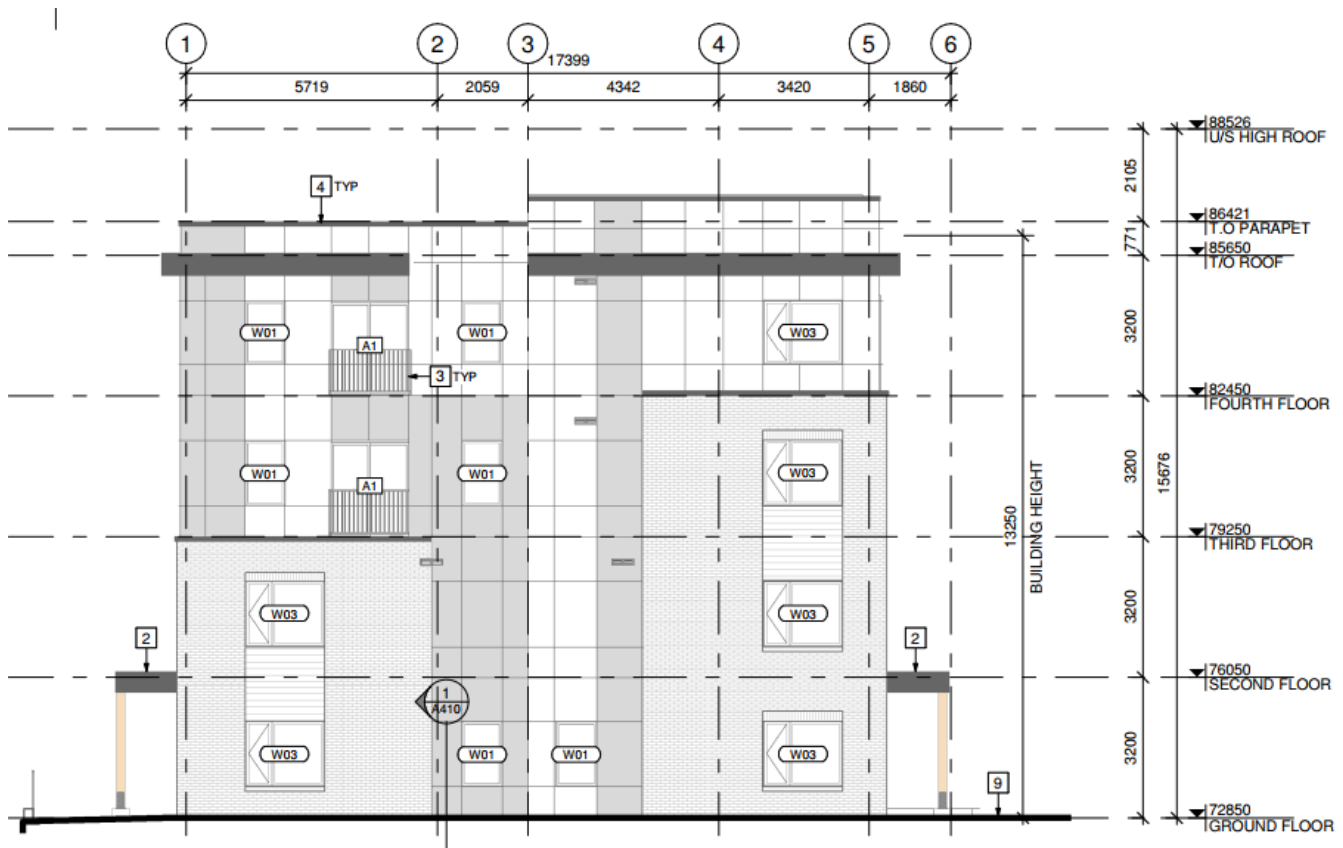 1 2 3 4 5 6
17399
5719 2059 4342 3420 1860
88526
U/S HIGH ROOF
2105
4 TYP
86421
T.O PARAPET
771
85650
T/O ROOF
W01 W01 W03
3200
A1
3 TYP
82450
FOURTH FLOOR
W01 W01 W03
3200
15676
A1
BUILDING HEIGHT
13250
79250
THIRD FLOOR
W03 W03
3200
2 2
76050
SECOND FLOOR
1
A410
W03 W01 W01 W03
3200
9
72850
GROUND FLOOR